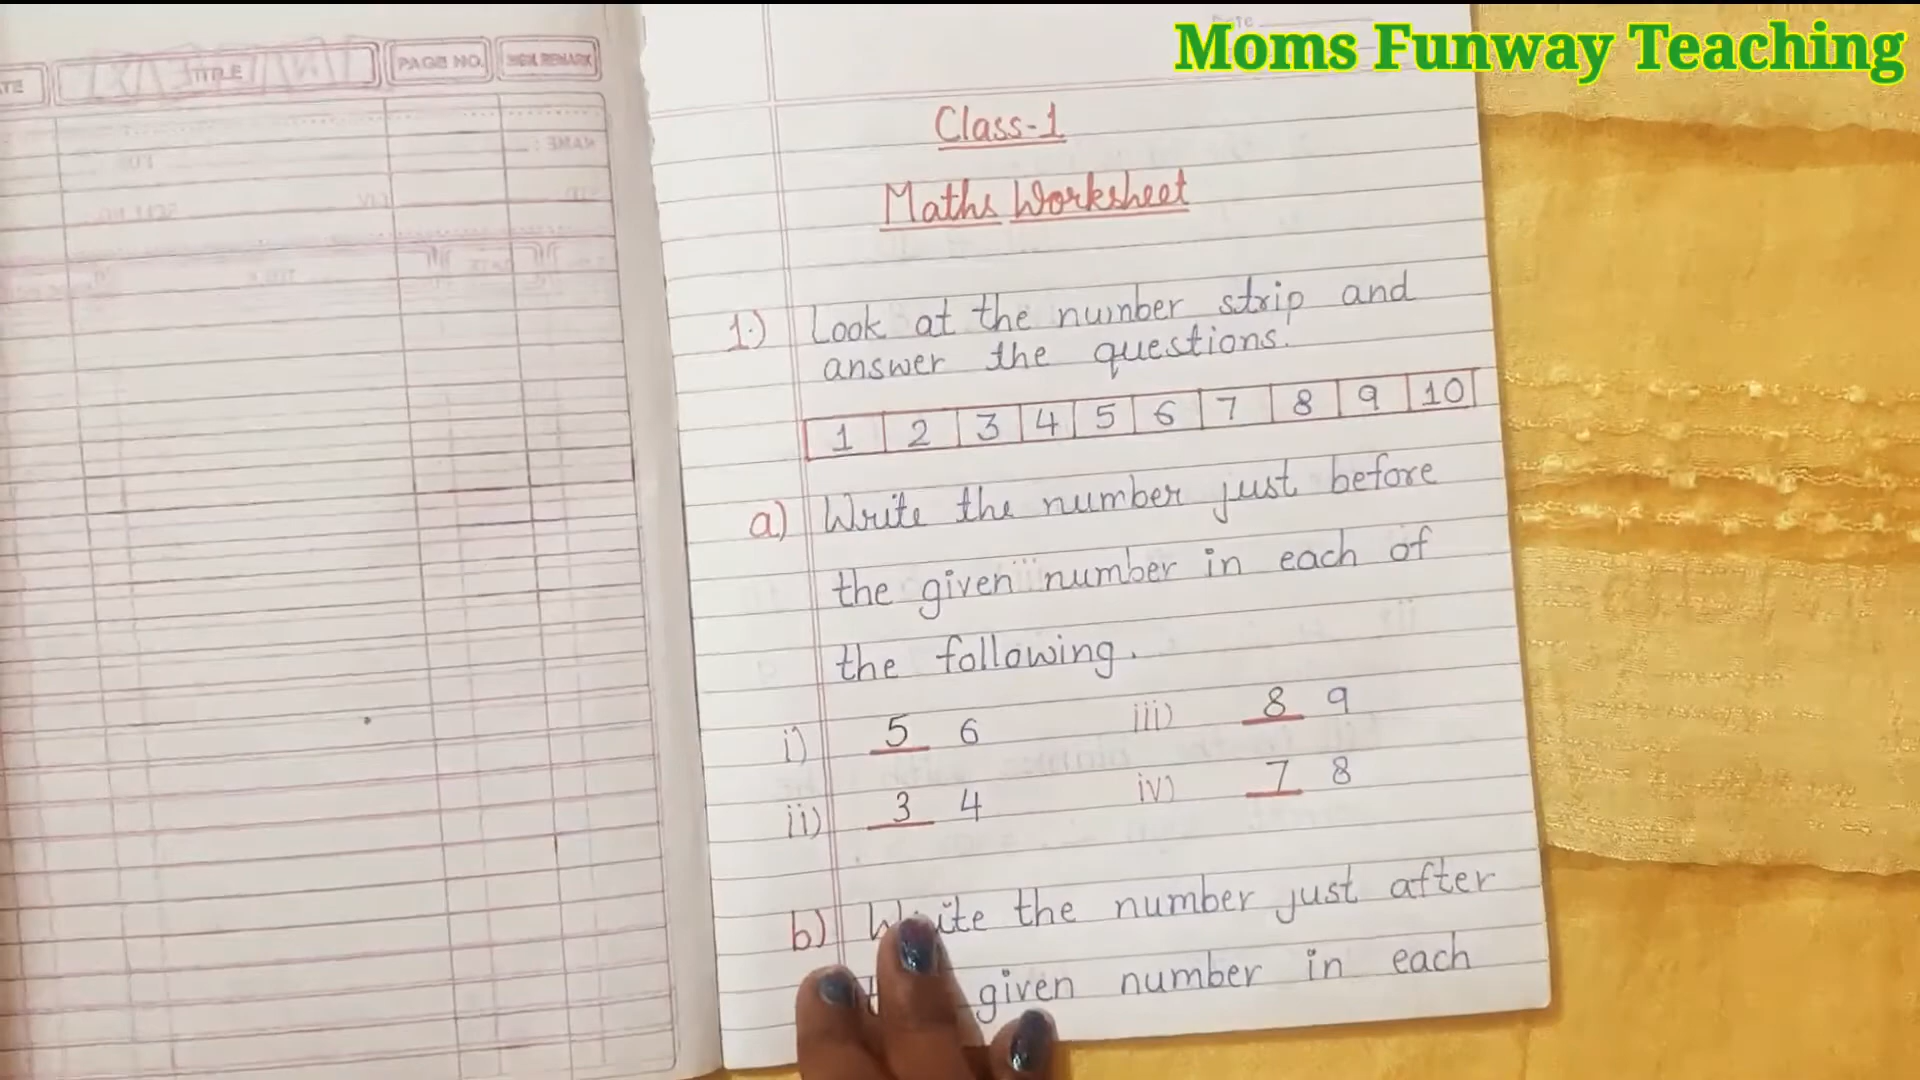 Moms Funway Teaching
TITLE
PAGE NO.
Class-1
Maths Worksheet
1.) Look at the number strip and
answer the questions.
1 2 3 4 5 6 7 8 9 10
a) Write the number just before
the given number in each of
the following.
i) 5 6 iii) 8 9
ii) 3 4 iv) 7 8
b) Write the number just after
given number in each